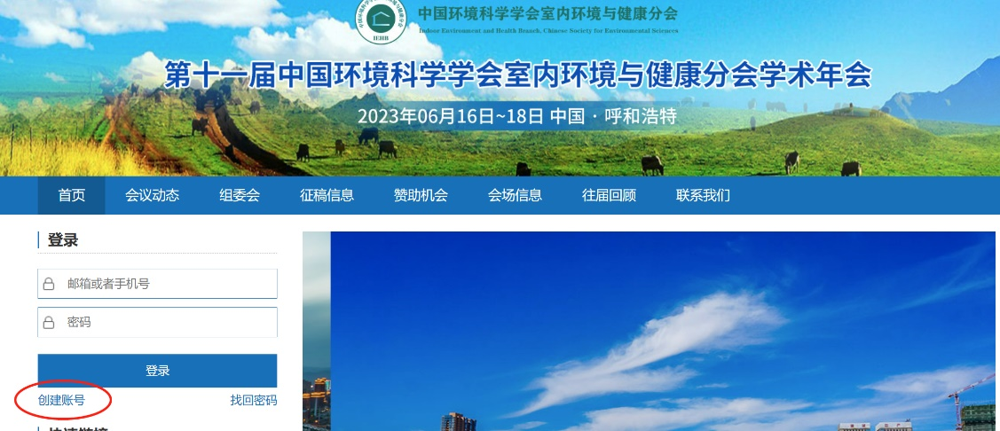 中国环境科学学会室内环境与健康分会
Indoor Environment and Health Branch, Chinese Society for Environmental Sciences
IEHB
第十一届中国环境科学学会室内环境与健康分会学术年会
2023年06月16日~18日 中国 · 呼和浩特
首页 会议动态 组委会 征稿信息 赞助机会 会场信息 往届回顾 联系我们
登录
邮箱或者手机号
密码
登录
创建账号 找回密码
快速链接